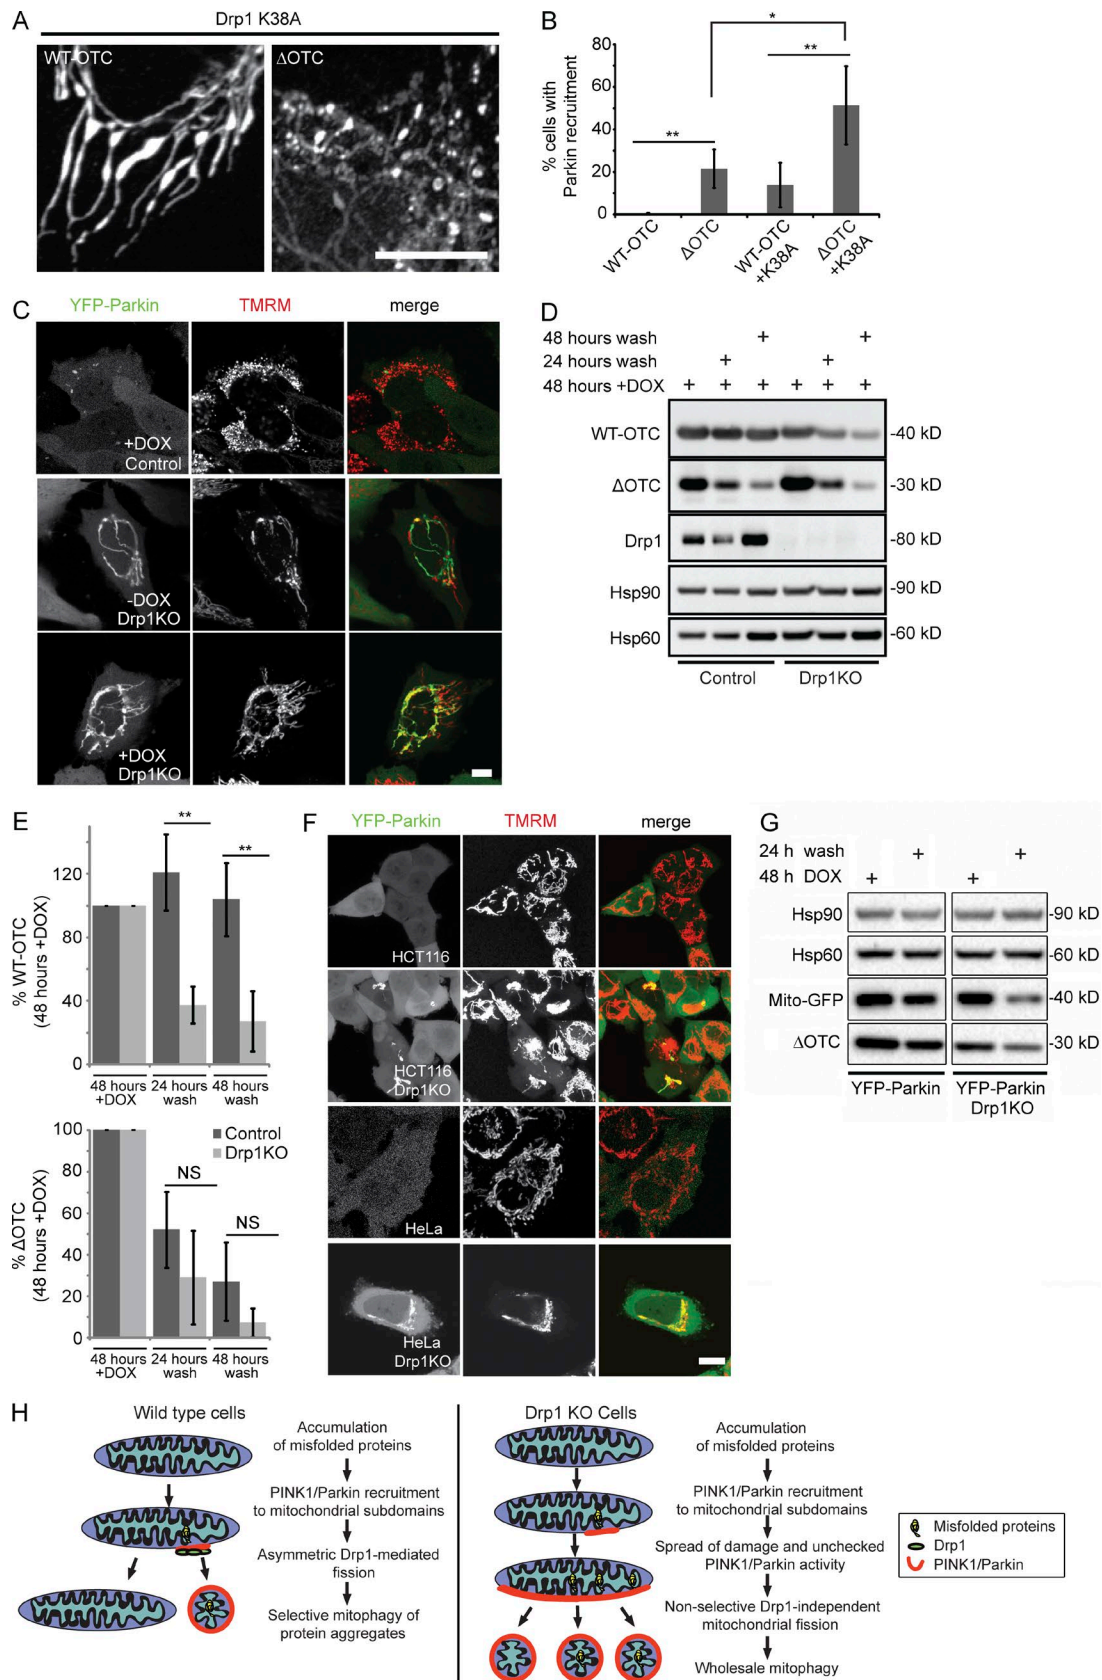 A
Drp1 K38A
WT-OTC
ΔOTC
B
% cells with
Parkin recruitment
80
60
40
20
0
**
*
**
WT-OTC
ΔOTC
WT-OTC
+K38A
ΔOTC
+K38A
C
YFP-Parkin
TMRM
merge
+DOX
Control
-DOX
Drp1KO
+DOX
Drp1KO
D
48 hours wash + +
24 hours wash + +
48 hours +DOX + + + + + +
WT-OTC -40 kD
ΔOTC -30 kD
Drp1 -80 kD
Hsp90 -90 kD
Hsp60 -60 kD
Control Drp1KO
E
% WT-OTC
(48 hours +DOX)
120
80
40
0
**
**
48 hours
+DOX
24 hours
wash
48 hours
wash
% ΔOTC
(48 hours +DOX)
100
80
60
40
20
0
Control
Drp1KO
NS
NS
48 hours
+DOX
24 hours
wash
48 hours
wash
F
YFP-Parkin
TMRM
merge
HCT116
HCT116
Drp1KO
HeLa
HeLa
Drp1KO
G
24 h wash + +
48 h DOX + +
Hsp90 -90 kD
Hsp60 -60 kD
Mito-GFP -40 kD
ΔOTC -30 kD
YFP-Parkin
YFP-Parkin
Drp1KO
H
Wild type cells
Accumulation
of misfolded proteins
PINK1/Parkin recruitment
to mitochondrial subdomains
Asymmetric Drp1-mediated
fission
Selective mitophagy of
protein aggregates
Drp1 KO Cells
Accumulation
of misfolded proteins
PINK1/Parkin recruitment
to mitochondrial subdomains
Spread of damage and unchecked
PINK1/Parkin activity
Non-selective Drp1-independent
mitochondrial fission
Wholesale mitophagy
Misfolded proteins
Drp1
PINK1/Parkin